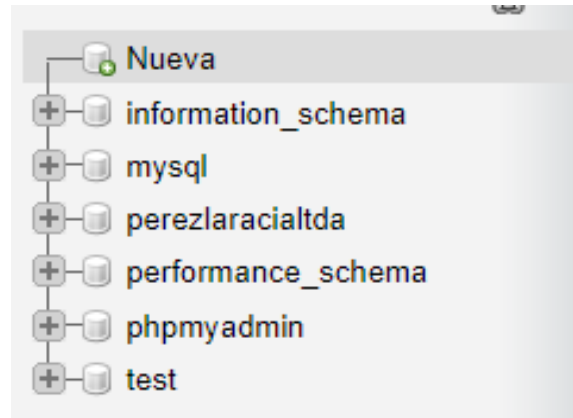 Nueva
information_schema
mysql
perezlaracialtda
performance_schema
phpmyadmin
test